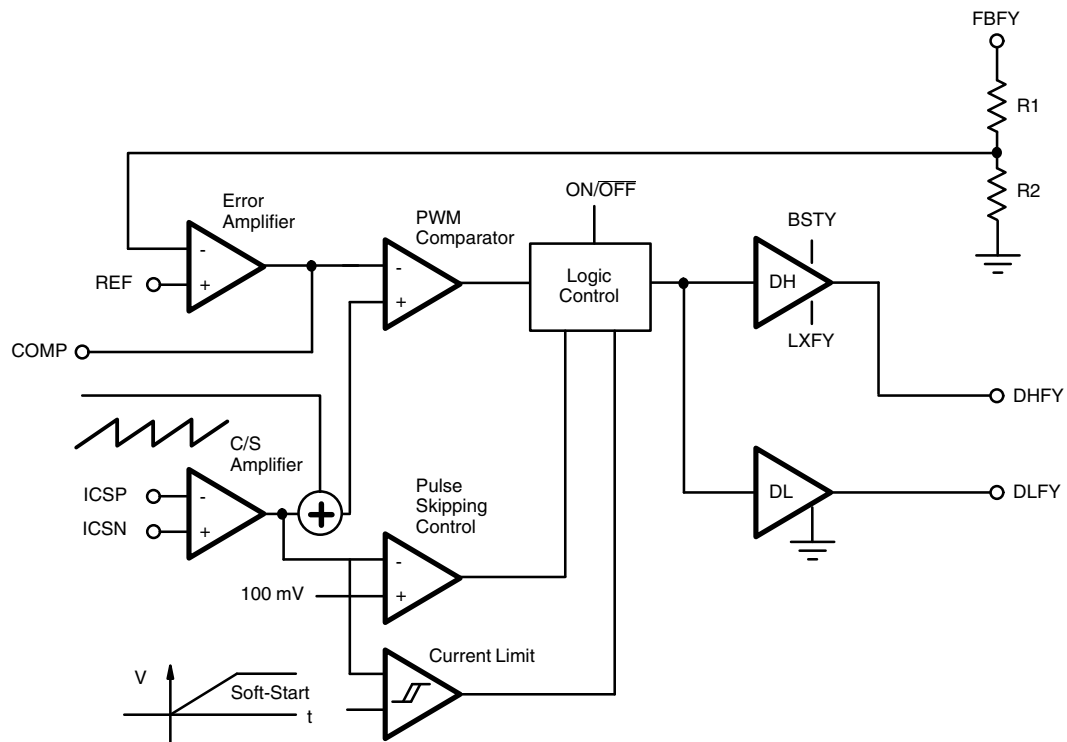 FBFY
R1
R2
Error
Amplifier
-
+
REF
COMP
PWM
Comparator
-
+
ON/OFF
Logic
Control
BSTY
DH
LXFY
DHFY
C/S
Amplifier
ICSP
ICSN
-
+
+
Pulse
Skipping
Control
-
+
100 mV
DL
DLFY
Current Limit
V
Soft-Start
t